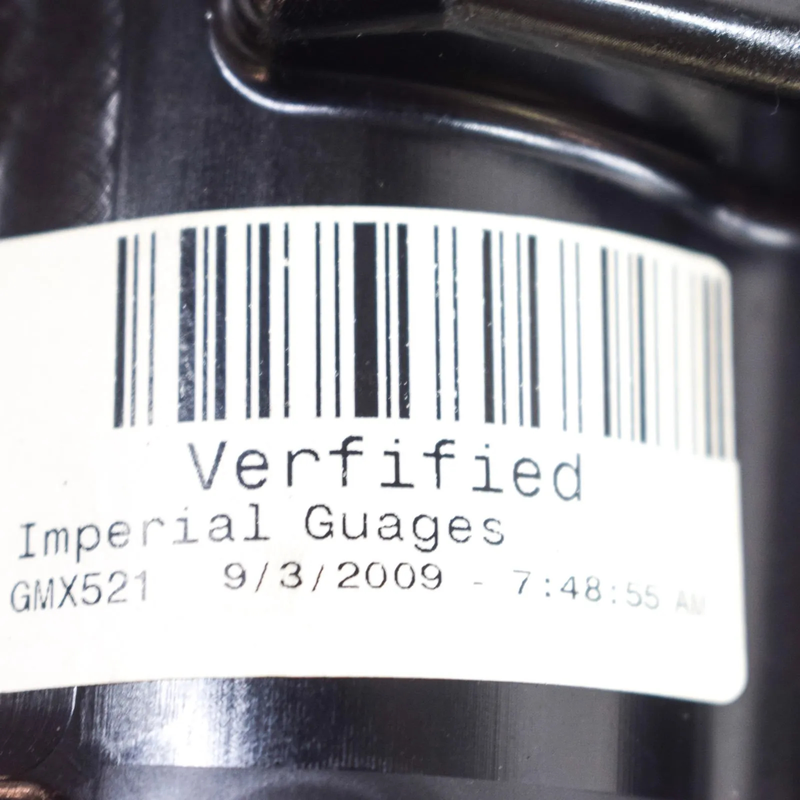 Verfified
Imperial Guages
GMX521 9/3/2009 - 7:48:55 AM